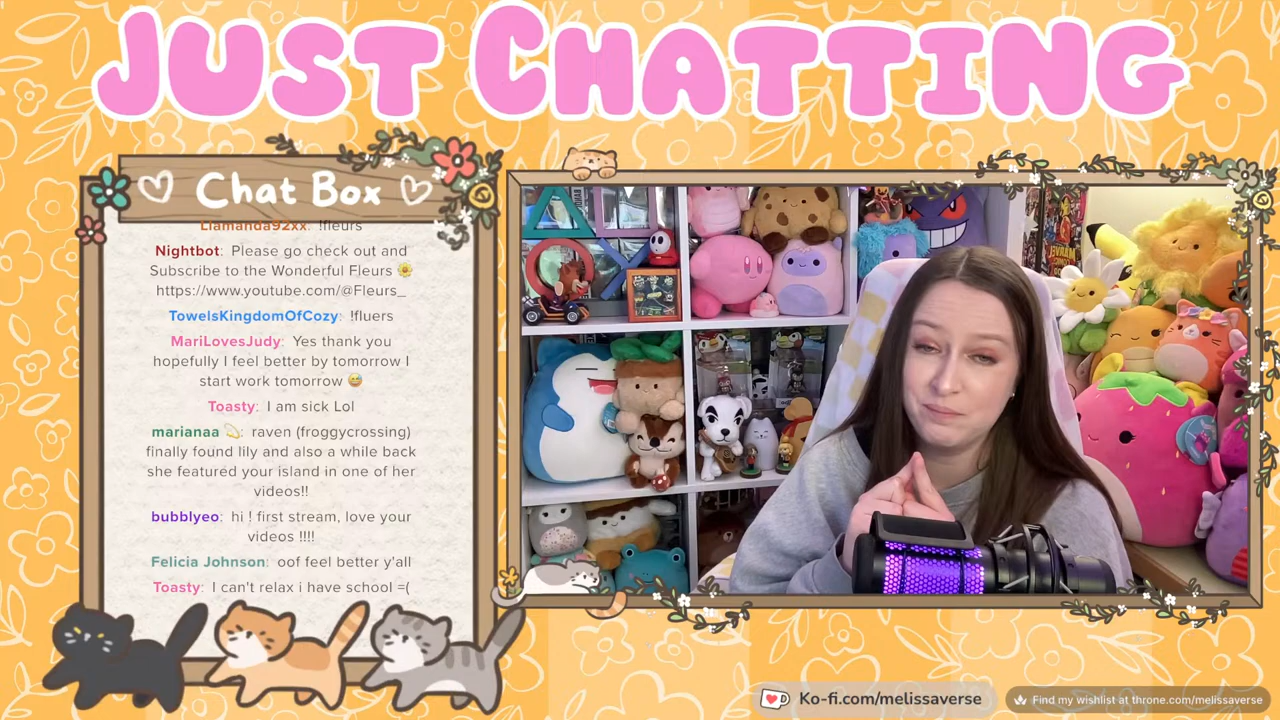 JUST CHATTING
Chat Box
Llamanda92xx: !fleurs
Nightbot: Please go check out and
Subscribe to the Wonderful Fleurs 🌼
https://www.youtube.com/@Fleurs_
TowelsKingdomOfCozy: !fluers
MariLovesJudy: Yes thank you
hopefully I feel better by tomorrow I
start work tomorrow 😅
Toasty: I am sick Lol
marianaa 💫: raven (froggycrossing)
finally found lily and also a while back
she featured your island in one of her
videos!!
bubblyeo: hi ! first stream, love your
videos !!!!
Felicia Johnson: oof feel better y'all
Toasty: I can't relax i have school =(
Ko-fi.com/melissaverse
Find my wishlist at throne.com/melissaverse